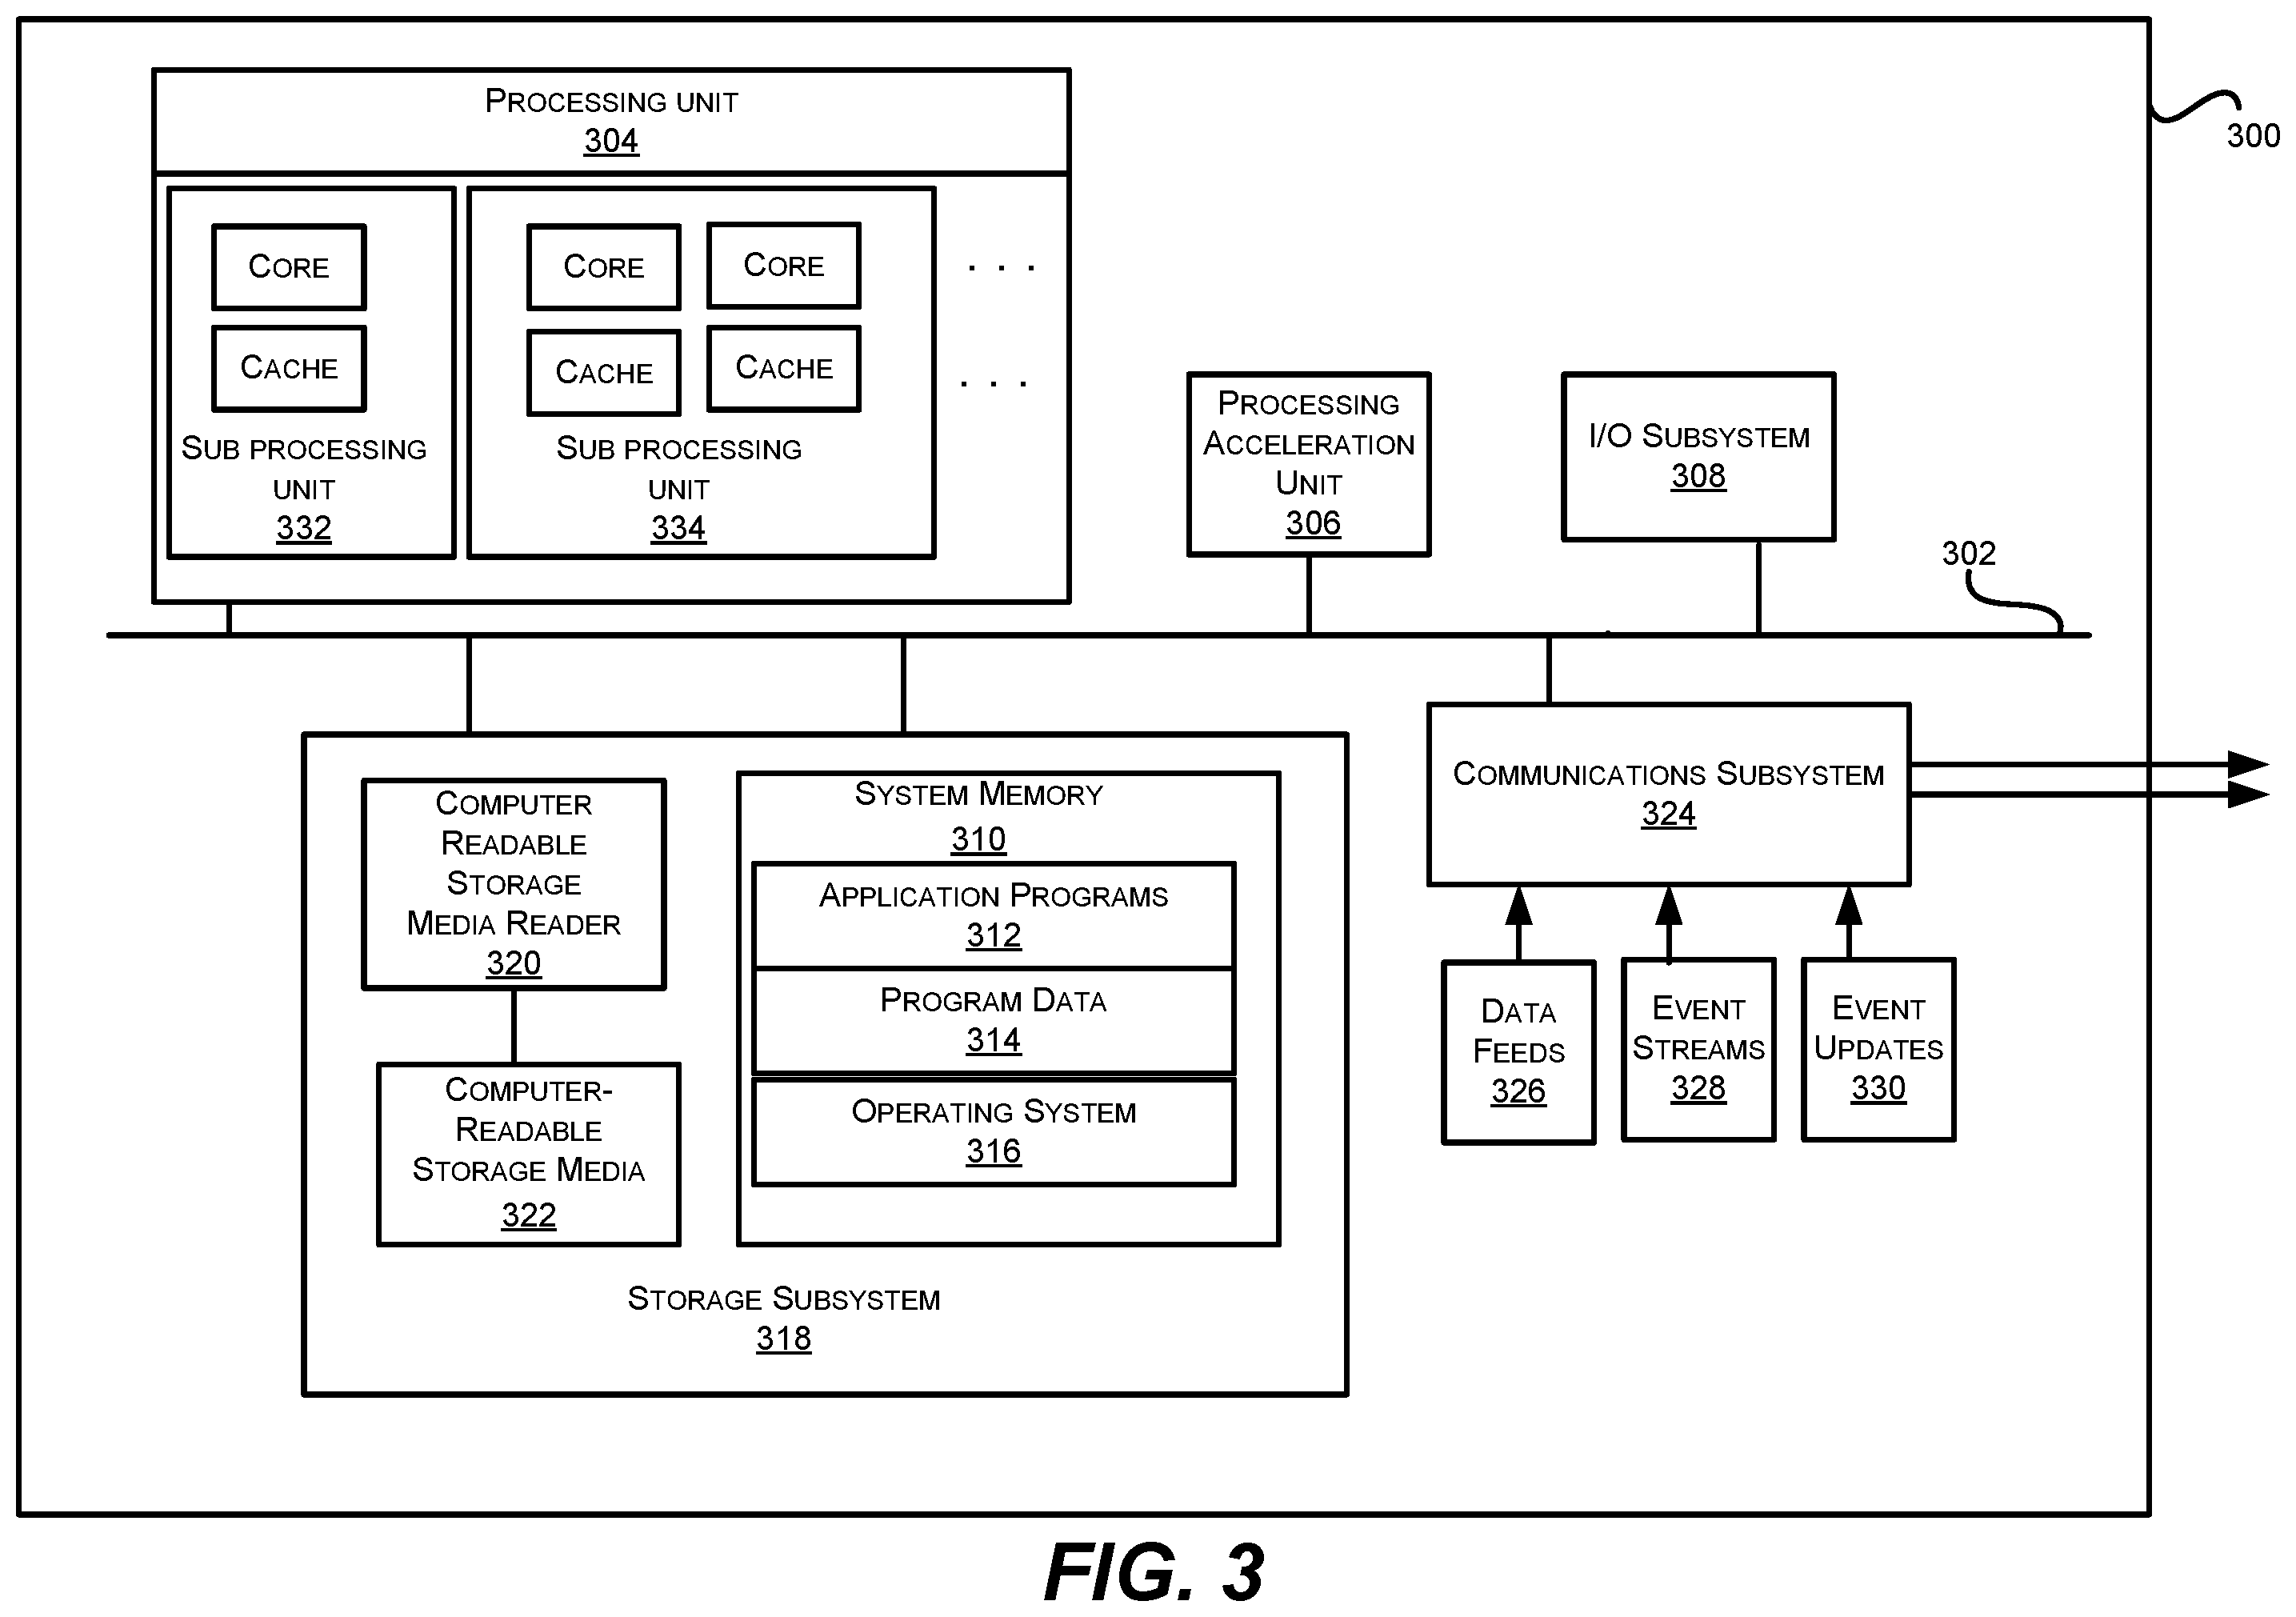 PROCESSING UNIT
304
300
CORE
CACHE
SUB PROCESSING
UNIT
332
CORE
CORE
CACHE
CACHE
SUB PROCESSING
UNIT
334
. . .
. . .
PROCESSING
ACCELERATION
UNIT
306
I/O SUBSYSTEM
308
302
COMPUTER
READABLE
STORAGE
MEDIA READER
320
COMPUTER-
READABLE
STORAGE MEDIA
322
SYSTEM MEMORY
310
APPLICATION PROGRAMS
312
PROGRAM DATA
314
OPERATING SYSTEM
316
STORAGE SUBSYSTEM
318
COMMUNICATIONS SUBSYSTEM
324
DATA
FEEDS
326
EVENT
STREAMS
328
EVENT
UPDATES
330
FIG. 3